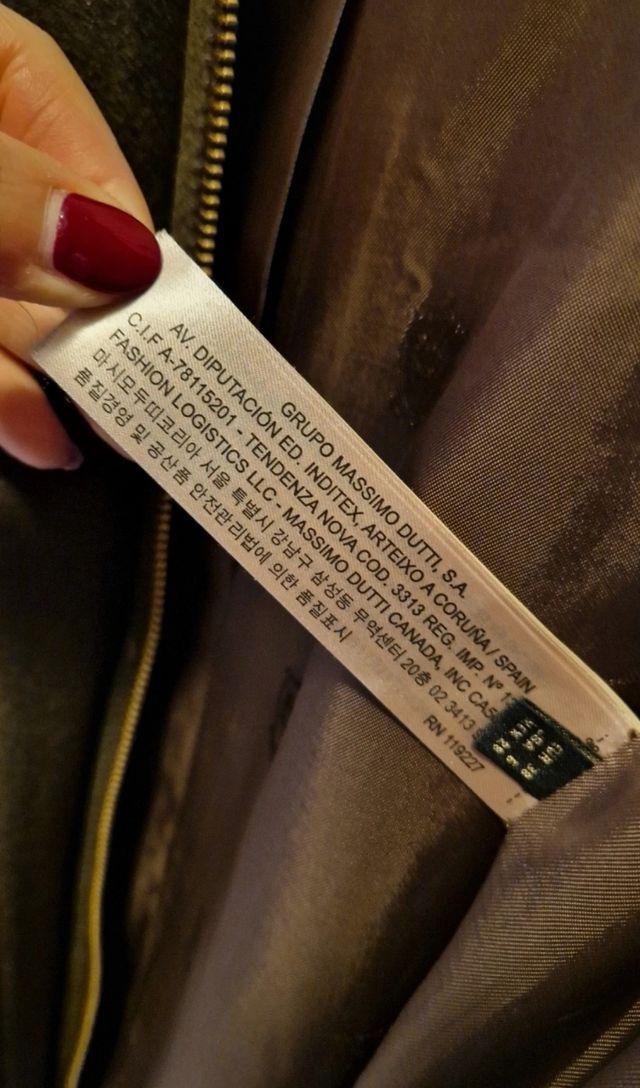 GRUPO MASSIMO DUTTI, S.A.
AV. DIPUTACIÓN ED. INDITEX, ARTEIXO A CORUÑA / SPAIN
C.I.F A-78115201 - TENDENZA NOVA COD. 3313 REG. IMP. Nº
FASHION LOGISTICS LLC - MASSIMO DUTTI CANADA, INC CA
마시모두띠코리아 서울 특별시 강남구 삼성동 무역센터 20층 02 3413
품질경영 및 공산품 안전관리법에 의한 품질표시
RN 119227